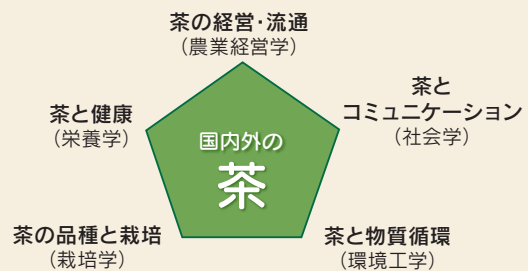 茶の経営・流通
（農業経営学）
茶と
コミュニケーション
（社会学）
茶と健康
（栄養学）
国内外の
茶
茶の品種と栽培
（栽培学）
茶と物質循環
（環境工学）